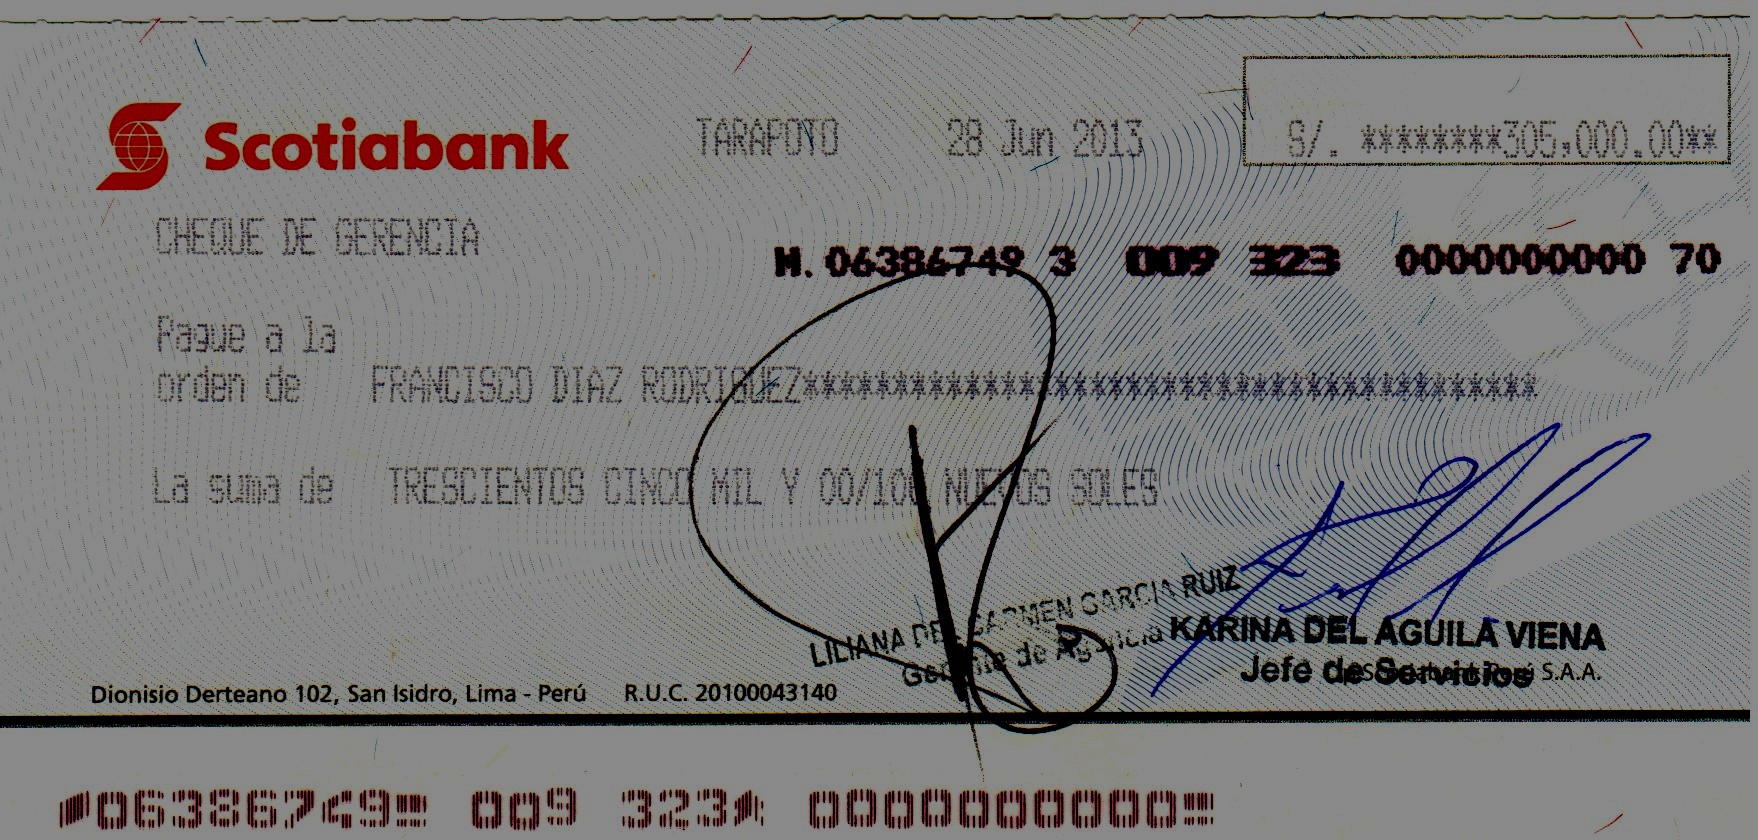 Scotiabank TARAPOTO 28 Jun 2013 S/. ********305,000.00**
CHEQUE DE GERENCIA
N. 06386749 3 009 323 0000000000 70
Pague a la
orden de FRANCISCO DIAZ RODRIGUEZ******************************************
La suma de TRESCIENTOS CINCO MIL Y 00/100 NUEVOS SOLES
LILIANA DEL CARMEN GARCIA RUIZ
Gerente de Agencia
KARINA DEL AGUILA VIENA
Jefe de Servicios
S.A.A.
Dionisio Derteano 102, San Isidro, Lima - Perú R.U.C. 20100043140
⑈06386749⑈ 009 323⑆ 0000000000⑈